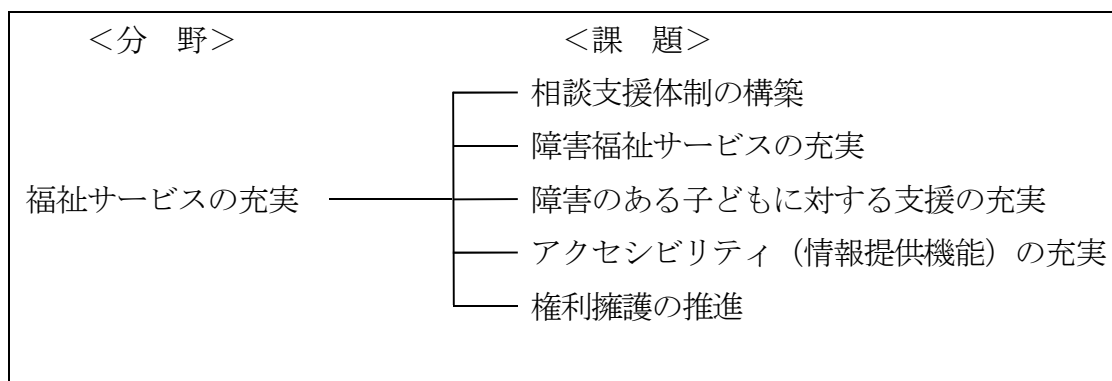 ＜分　野＞　＜課　題＞
相談支援体制の構築
障害福祉サービスの充実
福祉サービスの充実　障害のある子どもに対する支援の充実
アクセシビリティ（情報提供機能）の充実
権利擁護の推進